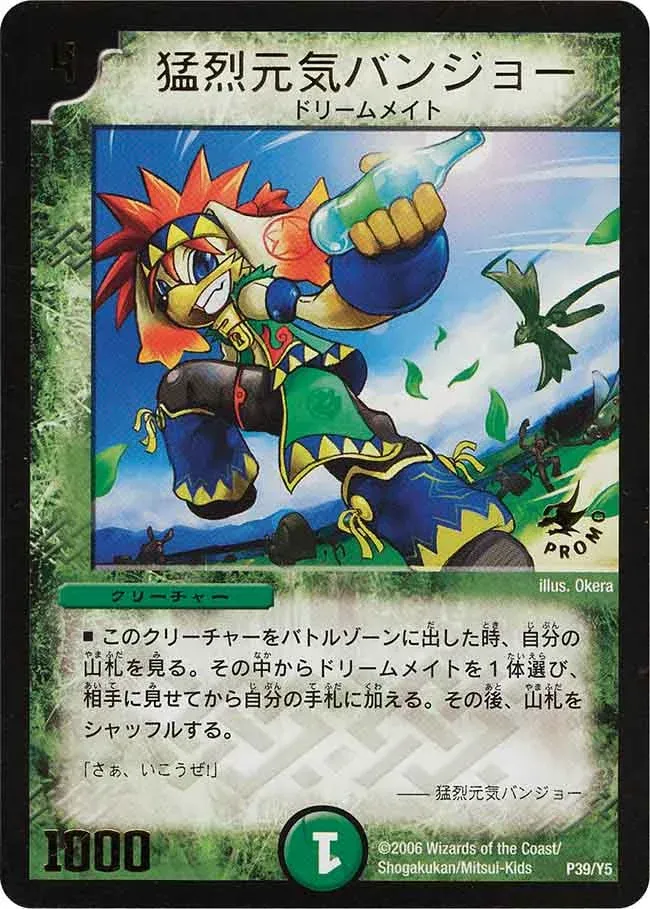 4
猛烈元気バンジョー
ドリームメイト
PROMO
illus. Okera
クリーチャー
■ このクリーチャーをバトルゾーンに出した時、自分の
山札を見る。その中からドリームメイトを1体選び、
相手に見せてから自分の手札に加える。その後、山札を
シャッフルする。
「さぁ、いこうぜ!」
—— 猛烈元気バンジョー
1000
1
©2006 Wizards of the Coast/
Shogakukan/Mitsui-Kids
P39/Y5